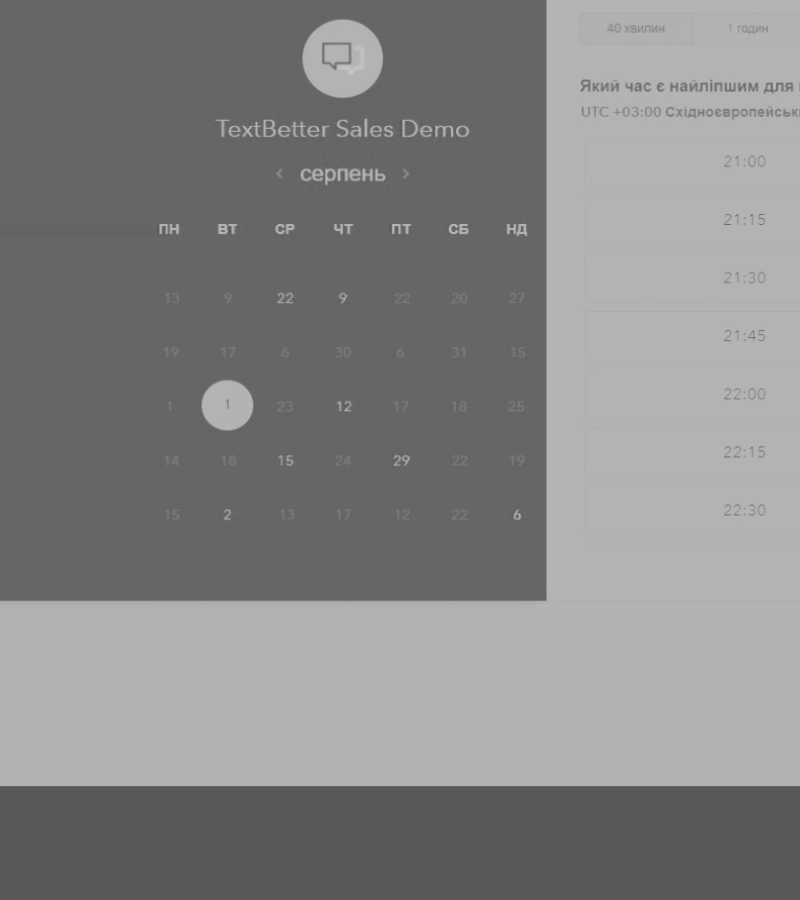 TextBetter Sales Demo
‹ серпень ›
ПН ВТ СР ЧТ ПТ СБ НД
13 9 22 9 22 20 27
19 17 6 30 6 31 15
1 1 23 12 17 18 25
14 18 15 24 29 22 19
15 2 13 17 12 22 6
40 хвилин 1 годин
Який час є найліпшим для
UTC +03:00 Східноєвропейськ
21:00
21:15
21:30
21:45
22:00
22:15
22:30